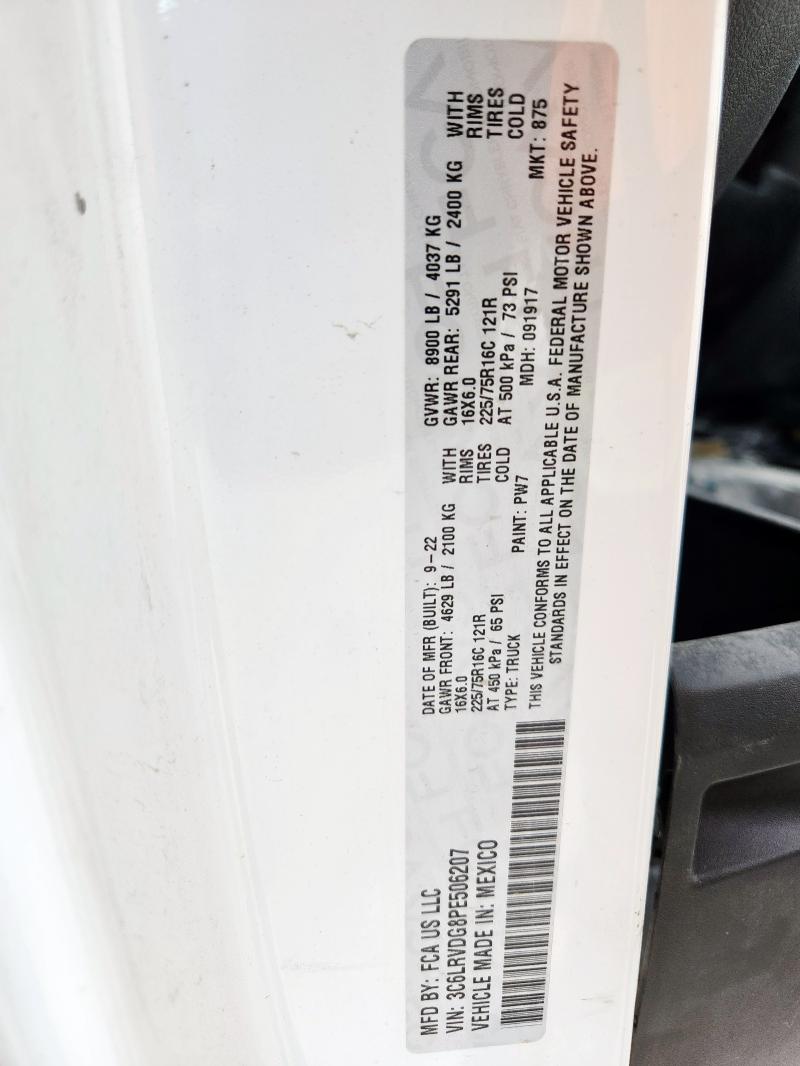 MFD BY: FCA US LLC
VIN: 3C6LRVDG8PE506207
VEHICLE MADE IN: MEXICO
DATE OF MFR (BUILT): 9-22
GAWR FRONT: 4629 LB / 2100 KG WITH
16X6.0 RIMS
225/75R16C 121R TIRES
AT 450 kPa / 65 PSI COLD
GVWR: 8900 LB / 4037 KG
GAWR REAR: 5291 LB / 2400 KG WITH
16X6.0 RIMS
225/75R16C 121R TIRES
AT 500 kPa / 73 PSI COLD
TYPE: TRUCK PAINT: PW7 MDH: 091917 MKT: 875
THIS VEHICLE CONFORMS TO ALL APPLICABLE U.S.A. FEDERAL MOTOR VEHICLE SAFETY
STANDARDS IN EFFECT ON THE DATE OF MANUFACTURE SHOWN ABOVE.